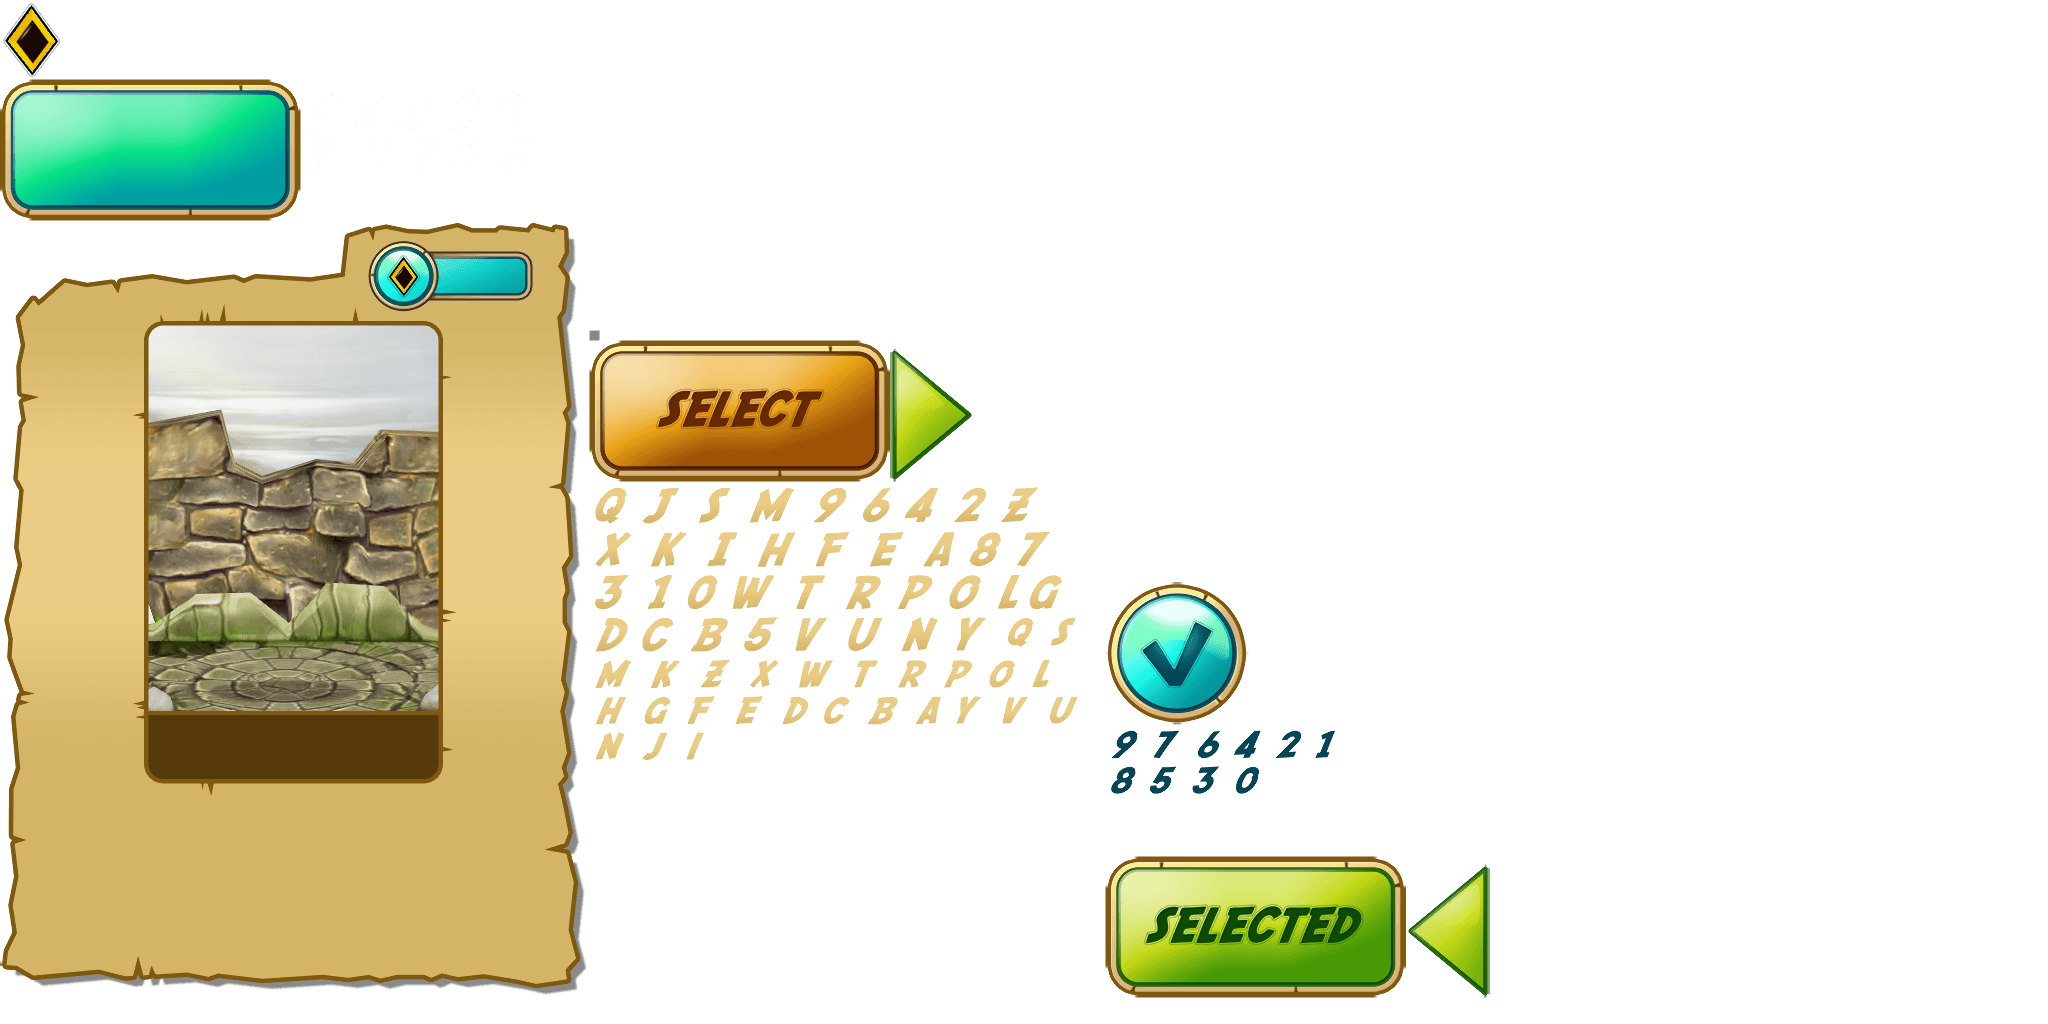 SELECT
Q J S M 9 6 4 2 Z
X K I H F E A 8 7
3 1 0 W T R P O L G
D C B 5 V U N Y Q S
M K Z X W T R P O L
H G F E D C B A Y V U
N J I
9 7 6 4 2 1
8 5 3 0
SELECTED